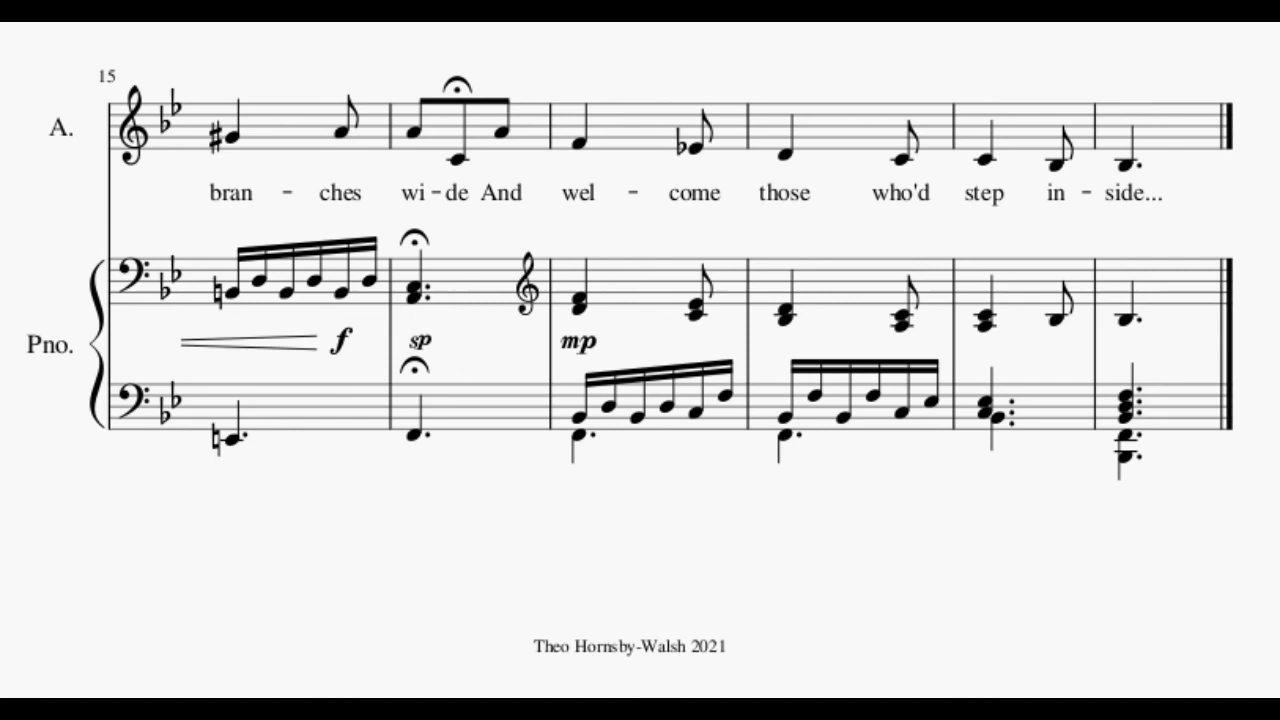 15
A.
bran - ches wi - de And wel - come those who'd step in - side...
Pno.
f sp mp
Theo Hornsby-Walsh 2021